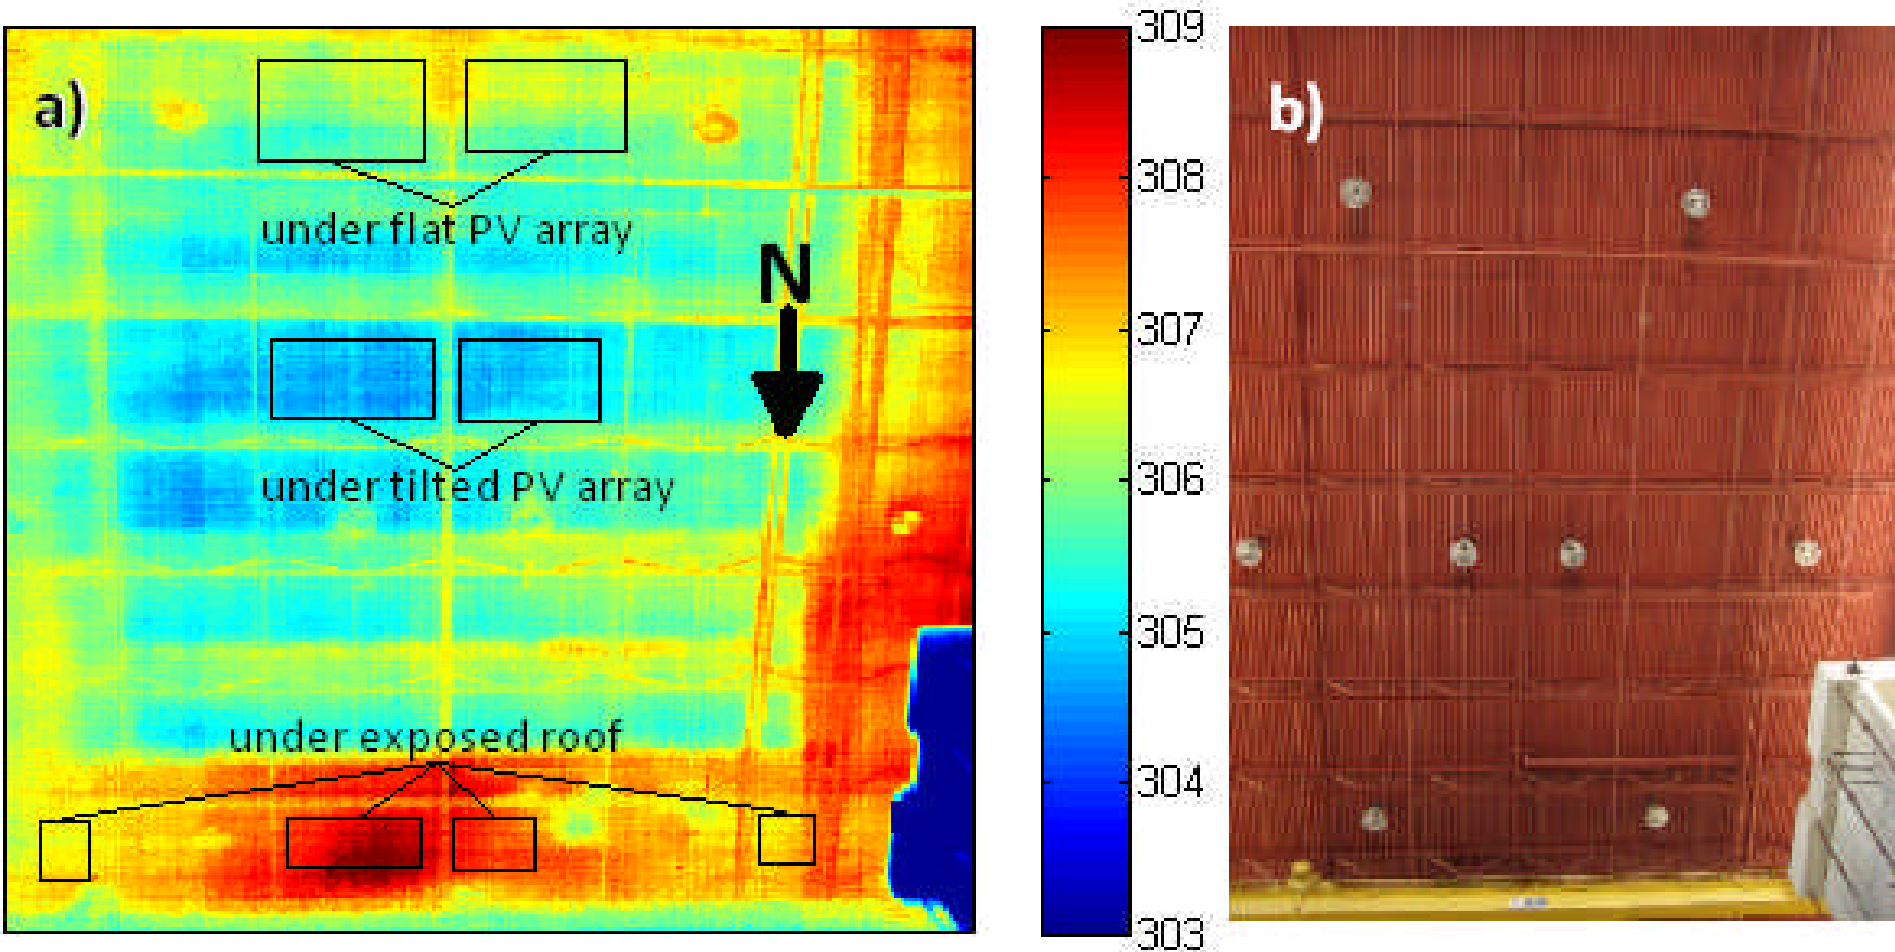 a)
under flat PV array
N
under tilted PV array
under exposed roof
309
308
307
306
305
304
303
b)